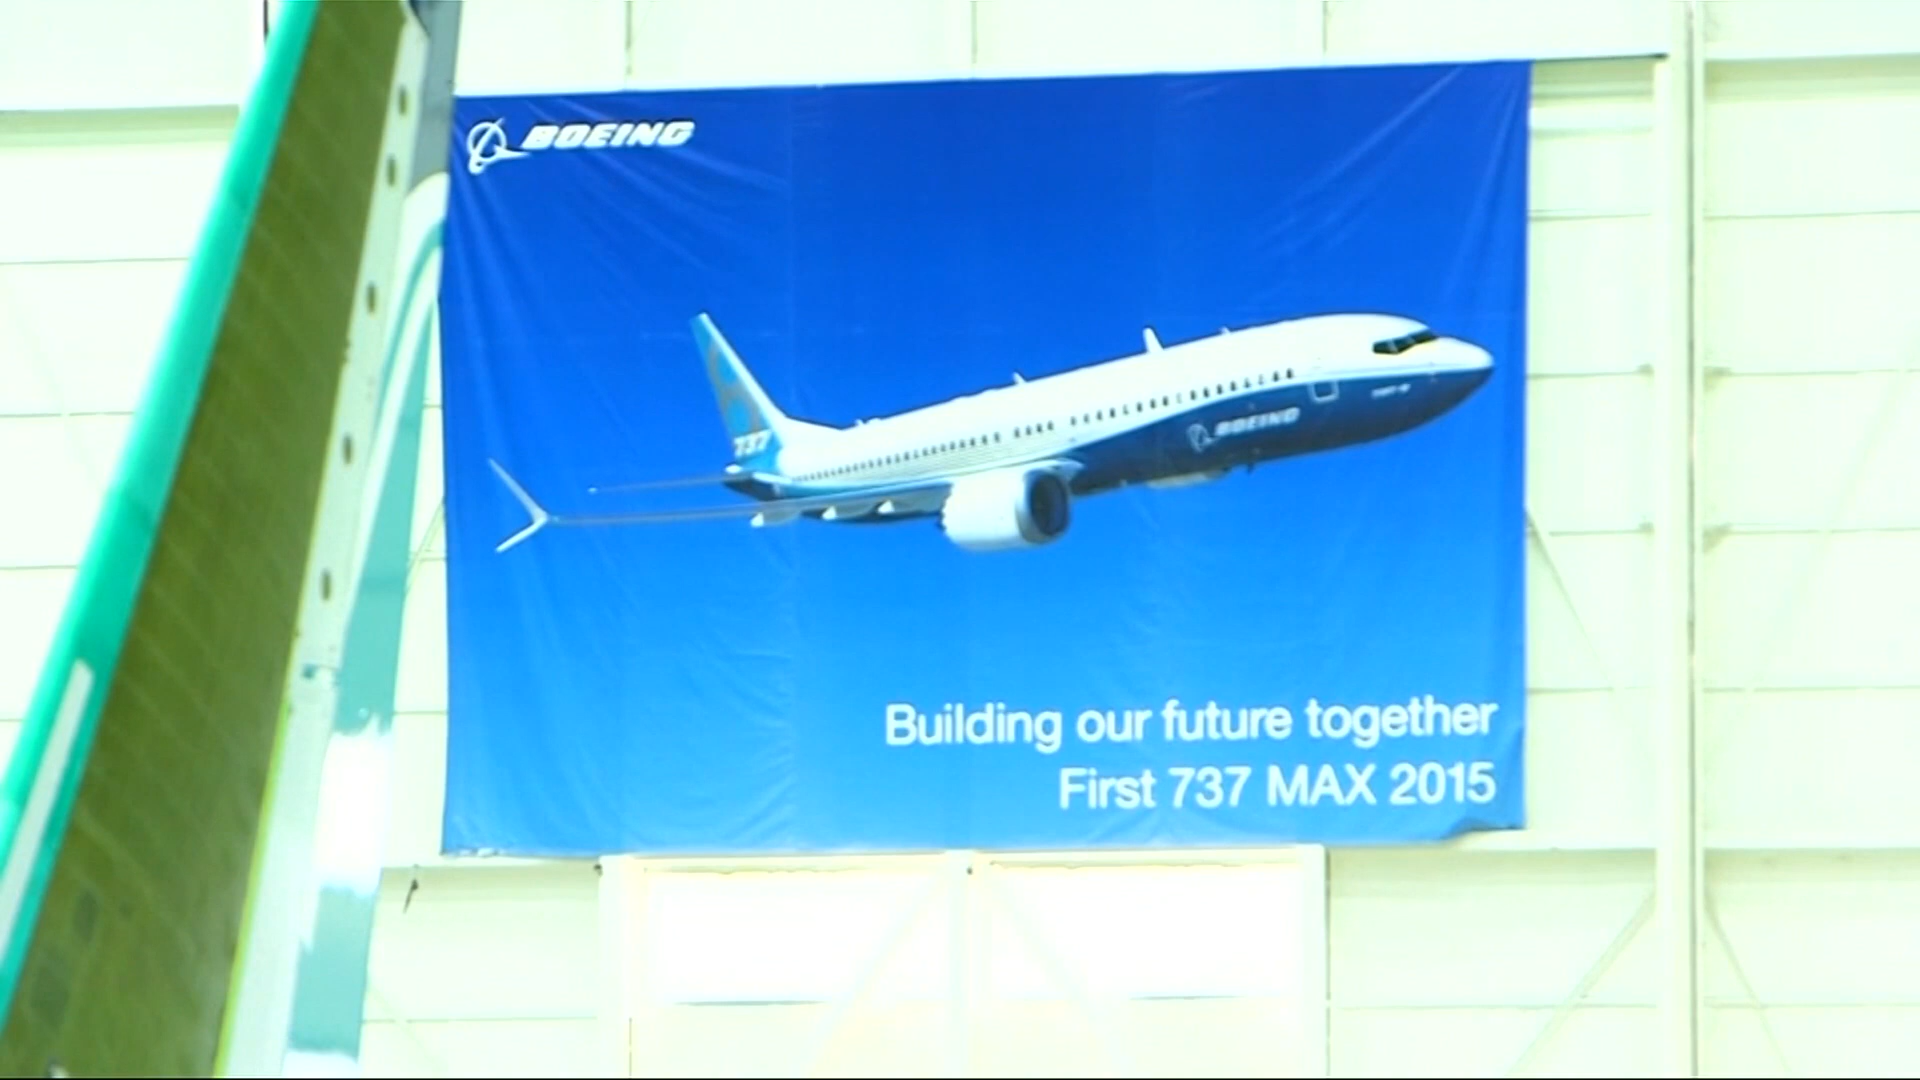 BOEING
737
BOEING
Building our future together
First 737 MAX 2015